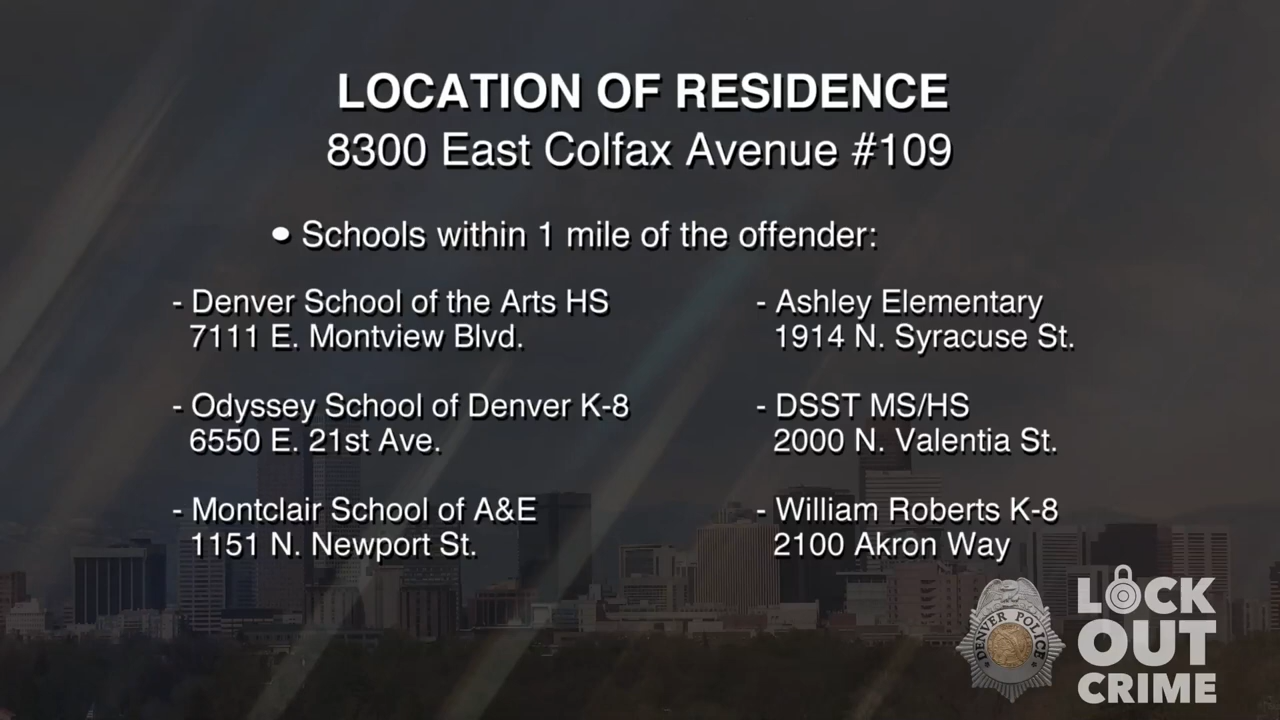 LOCATION OF RESIDENCE
8300 East Colfax Avenue #109
• Schools within 1 mile of the offender:
- Denver School of the Arts HS
7111 E. Montview Blvd.
- Odyssey School of Denver K-8
6550 E. 21st Ave.
- Montclair School of A&E
1151 N. Newport St.
- Ashley Elementary
1914 N. Syracuse St.
- DSST MS/HS
2000 N. Valentia St.
- William Roberts K-8
2100 Akron Way
DENVER POLICE
LOCK
OUT
CRIME